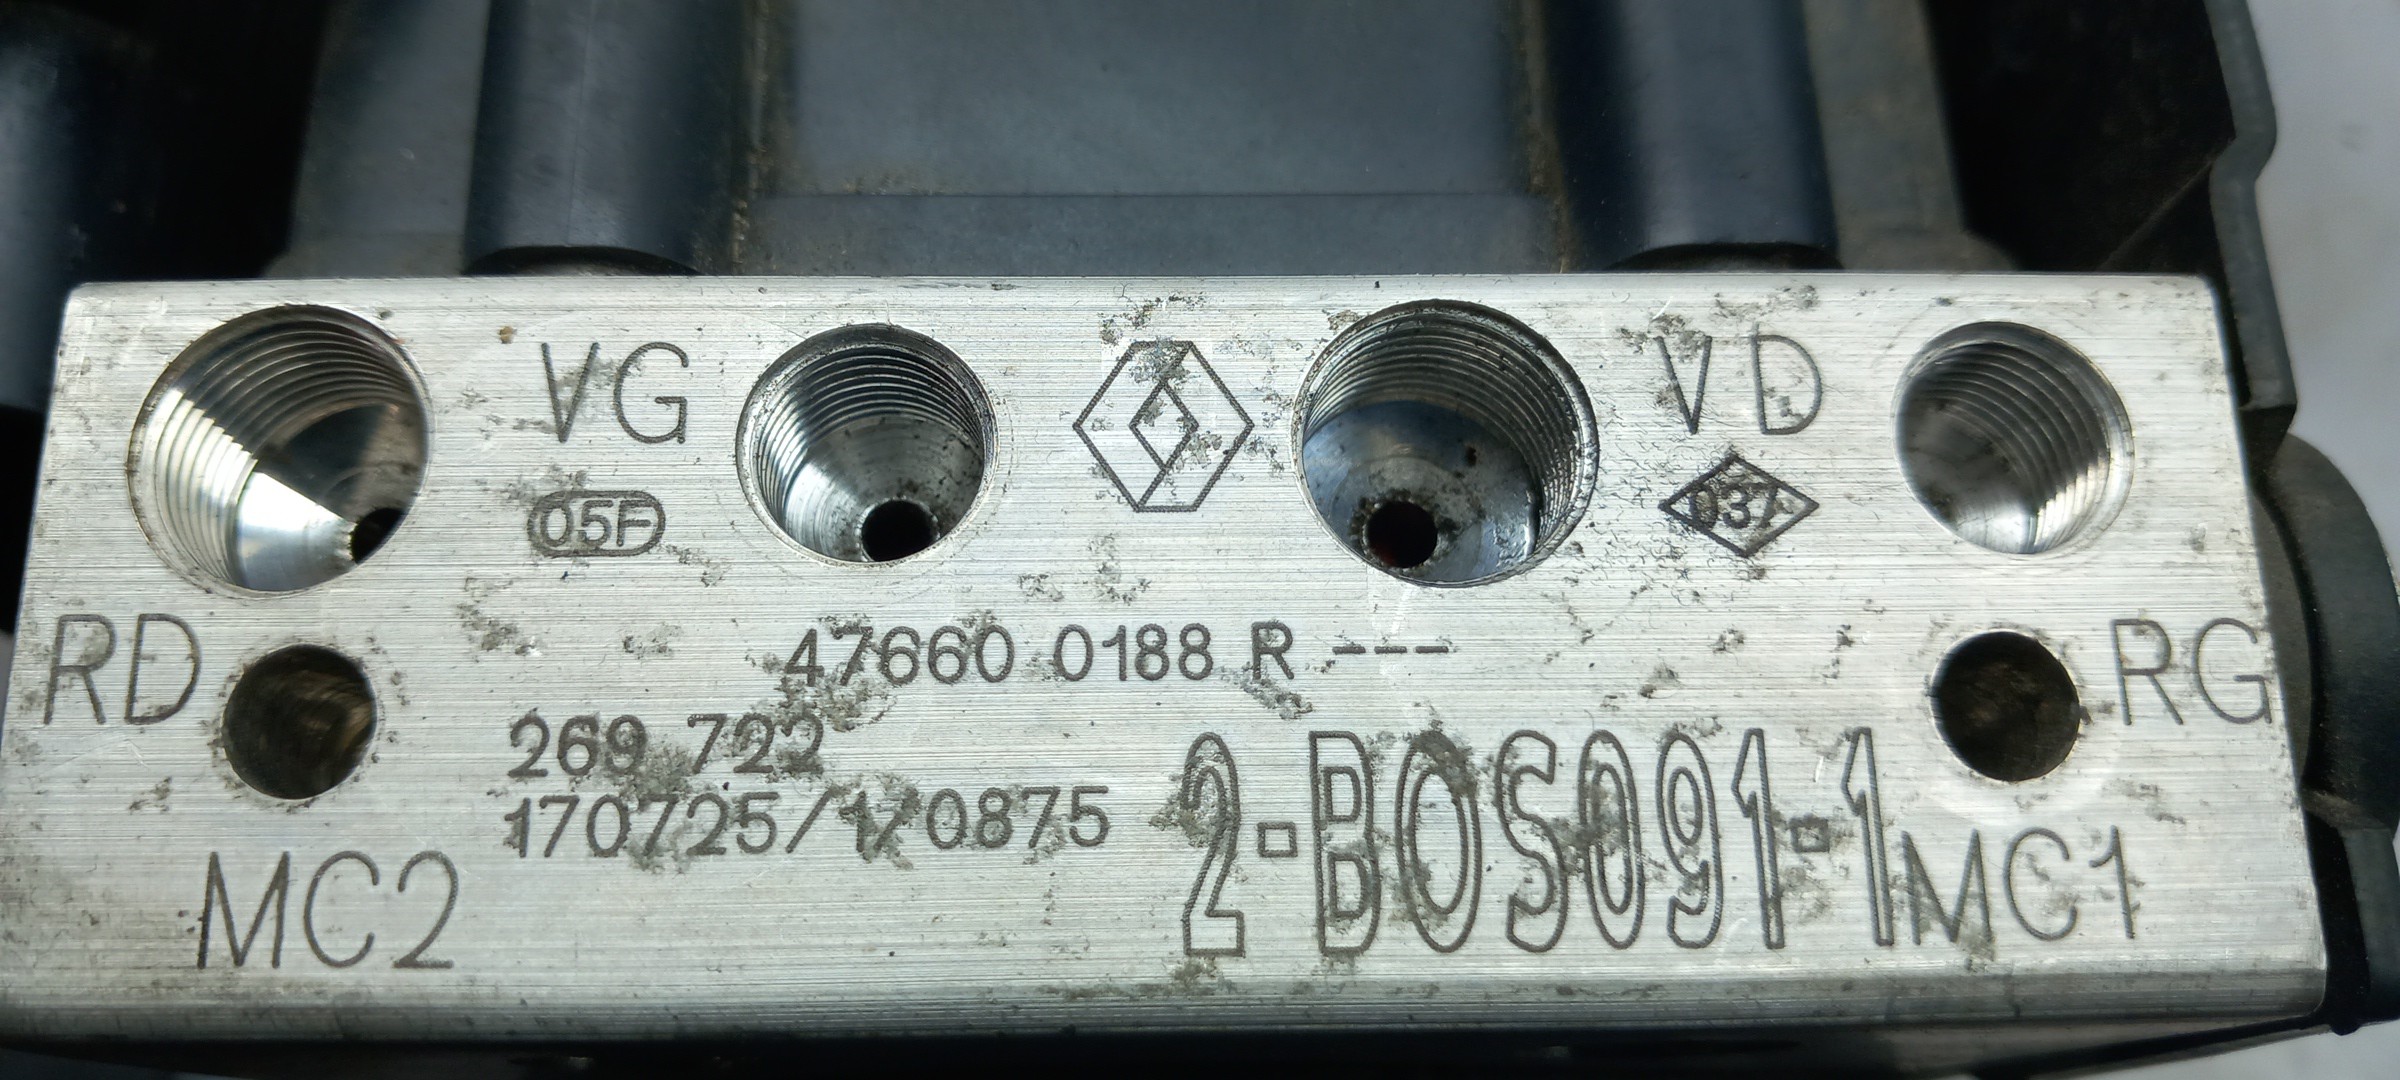 VG VD
05F 037
RD RG
47660 0188 R ---
269 722
170725/1/0875
2-BOS091-1
MC2 MC1